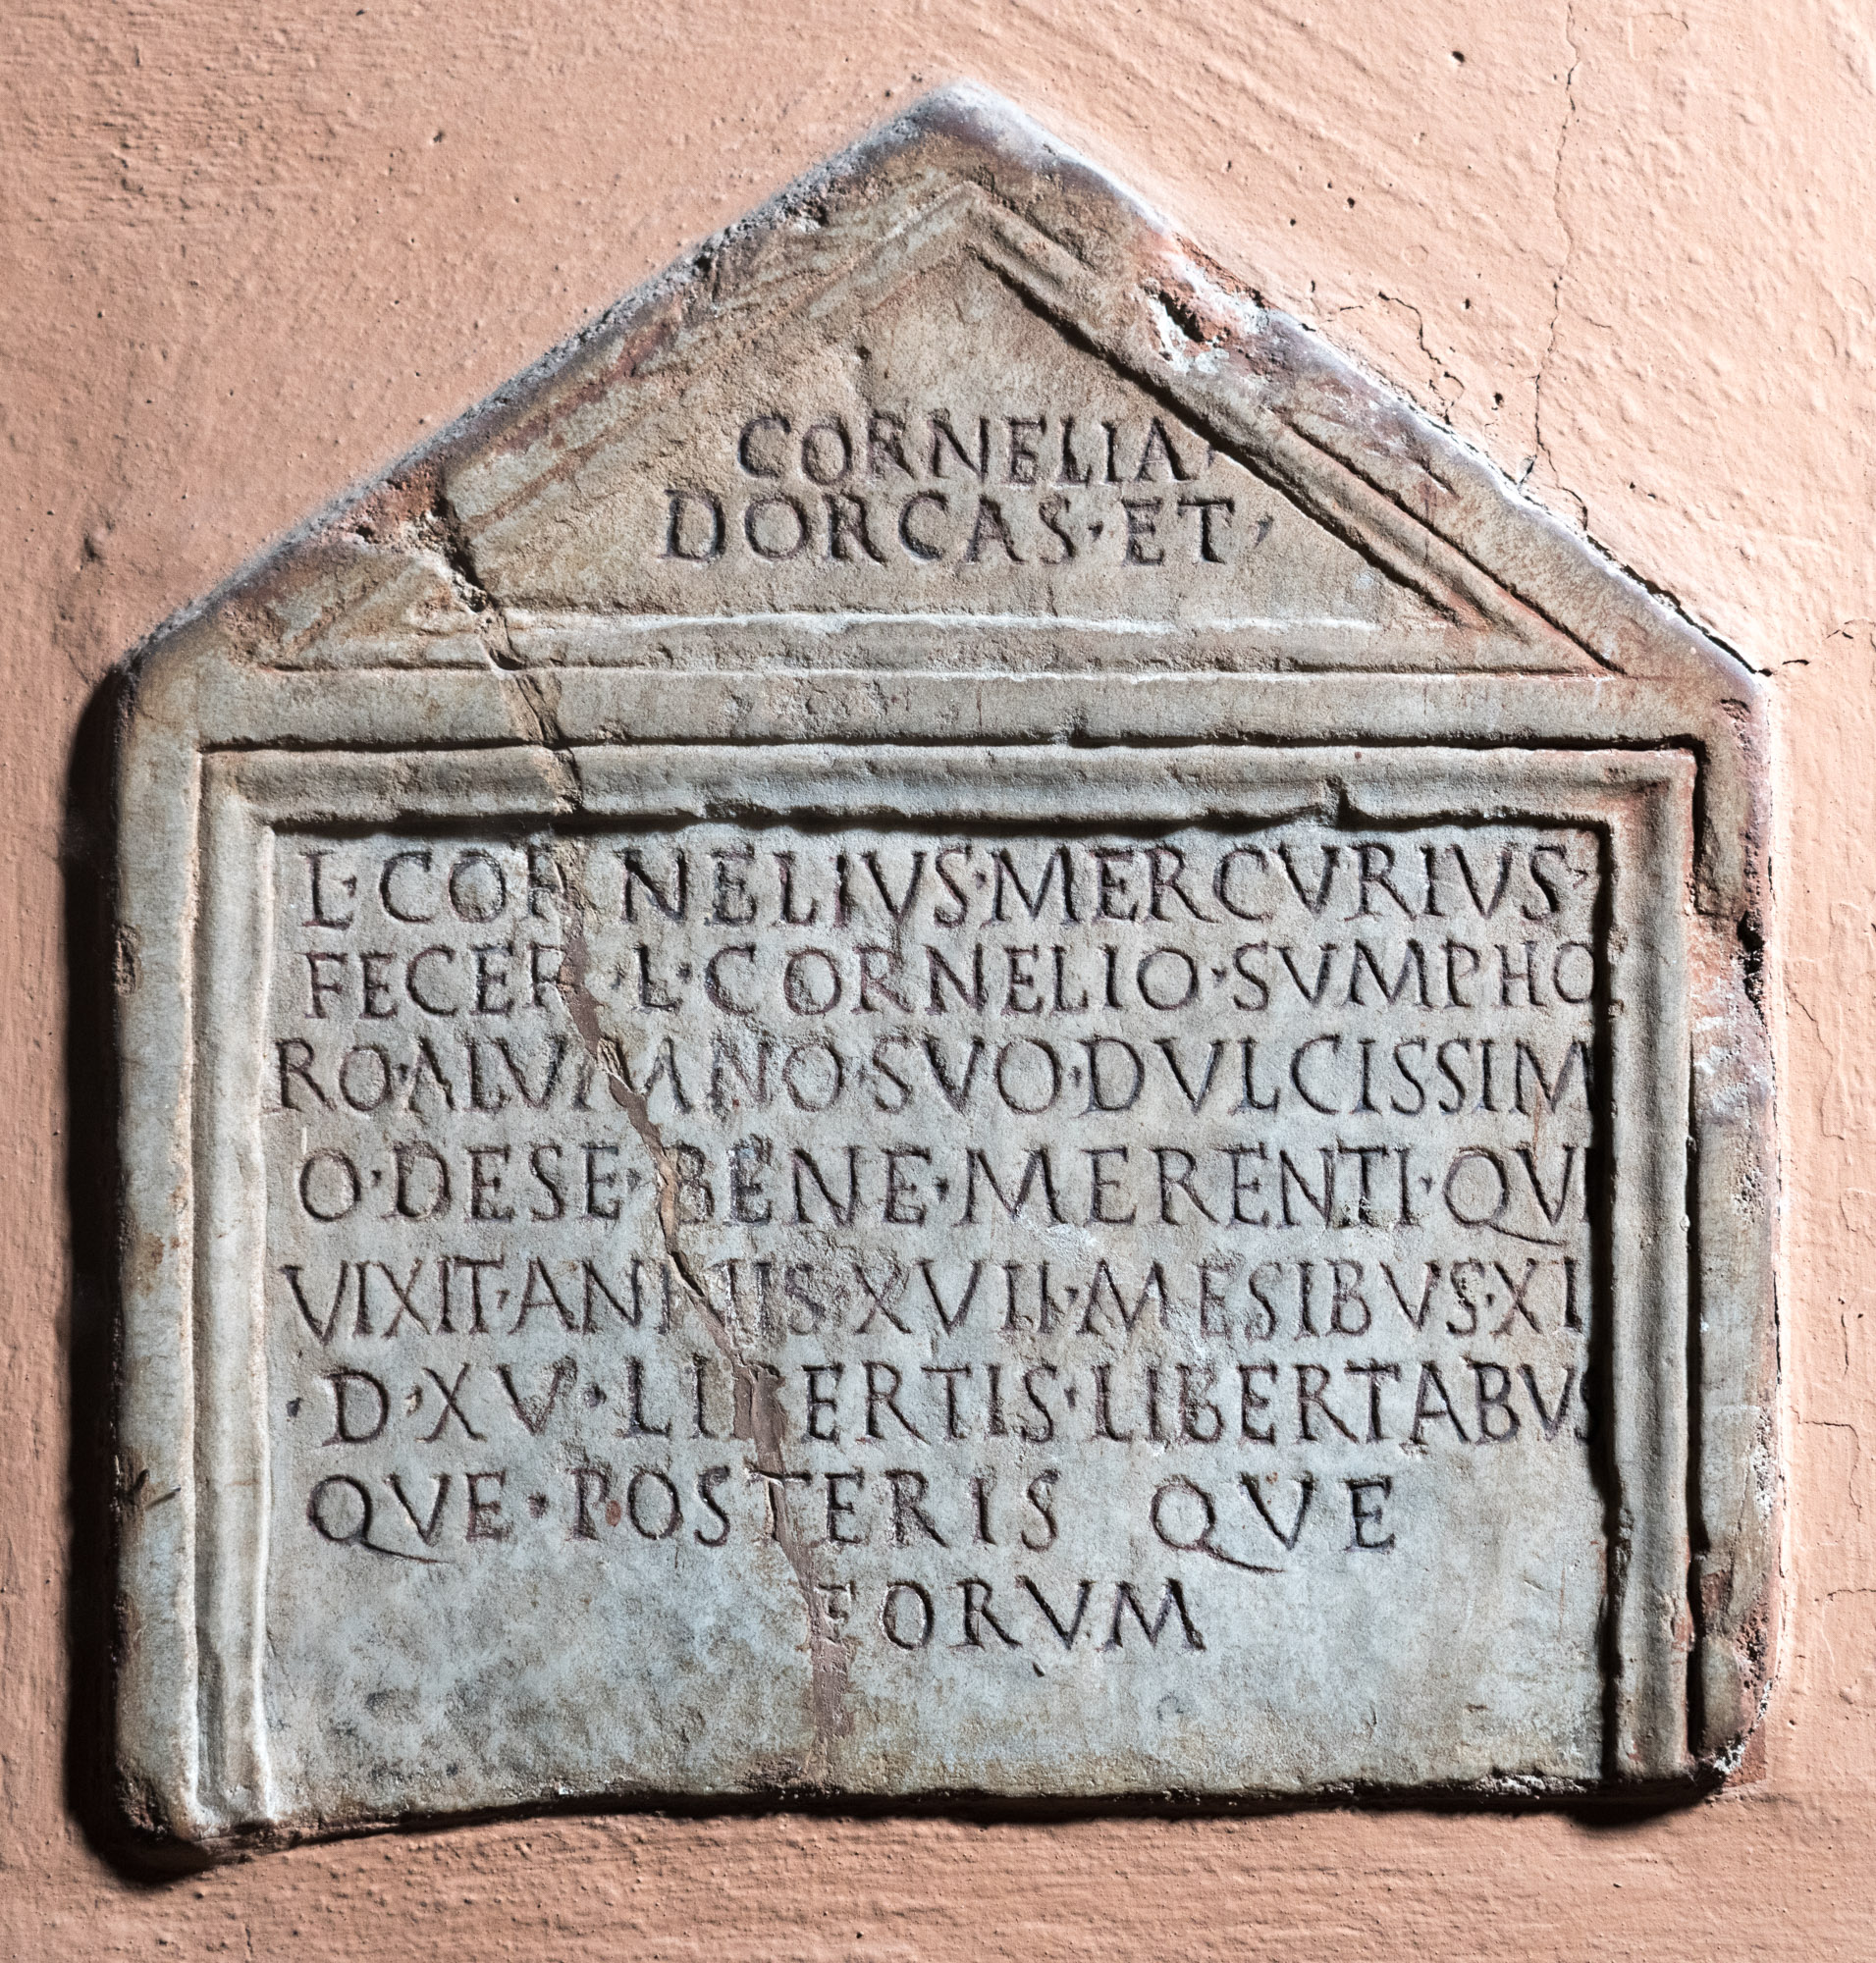 CORNELIA
DORCAS·ET·
L·CORNELIVS·MERCVRIVS·
FECER·L·CORNELIO·SVMPHO
RO·ALVMNO·SVO·DVLCISSIM
O·DESE·BENE·MERENTI·QVI
VIXIT·ANNIS XVII·MESIBVS·XI
·D·XV·LIBERTIS·LIBERTABVS
QVE·POSTERIS QVE
EORVM